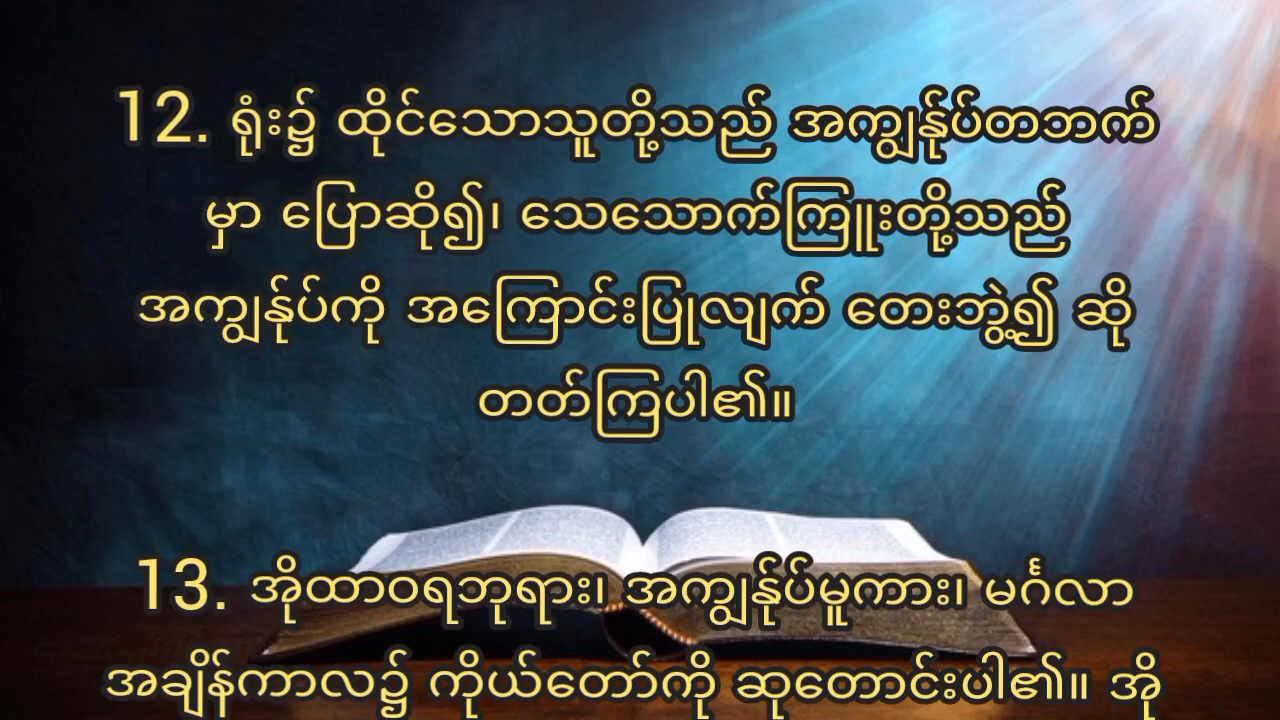 12. ရုံး၌ ထိုင်သောသူတို့သည် အကျွန်ုပ်တဘက်
မှာ ပြောဆို၍၊ သေသောက်ကြူးတို့သည်
အကျွန်ုပ်ကို အကြောင်းပြုလျက် တေးဘွဲ့၍ ဆို
တတ်ကြပါ၏။
13. အိုထာဝရဘုရား၊ အကျွန်ုပ်မူကား၊ မင်္ဂလာ
အချိန်ကာလ၌ ကိုယ်တော်ကို ဆုတောင်းပါ၏။ အို